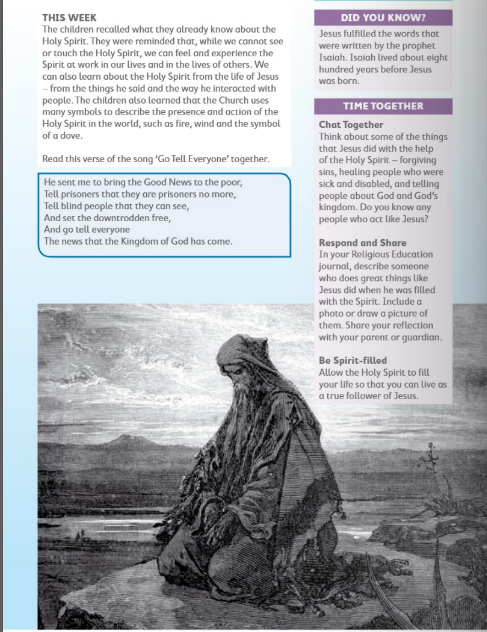 THIS WEEK
The children recalled what they already know about the
Holy Spirit. They were reminded that, while we cannot see
or touch the Holy Spirit, we can feel and experience the
Spirit at work in our lives and in the lives of others. We
can also learn about the Holy Spirit from the life of Jesus
– from the things he said and the way he interacted with
people. The children also learned that the Church uses
many symbols to describe the presence and action of the
Holy Spirit in the world, such as fire, wind and the symbol
of a dove.
Read this verse of the song ‘Go Tell Everyone’ together.
He sent me to bring the Good News to the poor,
Tell prisoners that they are prisoners no more,
Tell blind people that they can see,
And set the downtrodden free,
And go tell everyone
The news that the Kingdom of God has come.
DID YOU KNOW?
Jesus fulfilled the words that
were written by the prophet
Isaiah. Isaiah lived about eight
hundred years before Jesus
was born.
TIME TOGETHER
Chat Together
Think about some of the things
that Jesus did with the help
of the Holy Spirit – forgiving
sins, healing people who were
sick and disabled, and telling
people about God and God’s
kingdom. Do you know any
people who act like Jesus?
Respond and Share
In your Religious Education
journal, describe someone
who does great things like
Jesus did when he was filled
with the Spirit. Include a
photo or draw a picture of
them. Share your reflection
with your parent or guardian.
Be Spirit-filled
Allow the Holy Spirit to fill
your life so that you can live as
a true follower of Jesus.